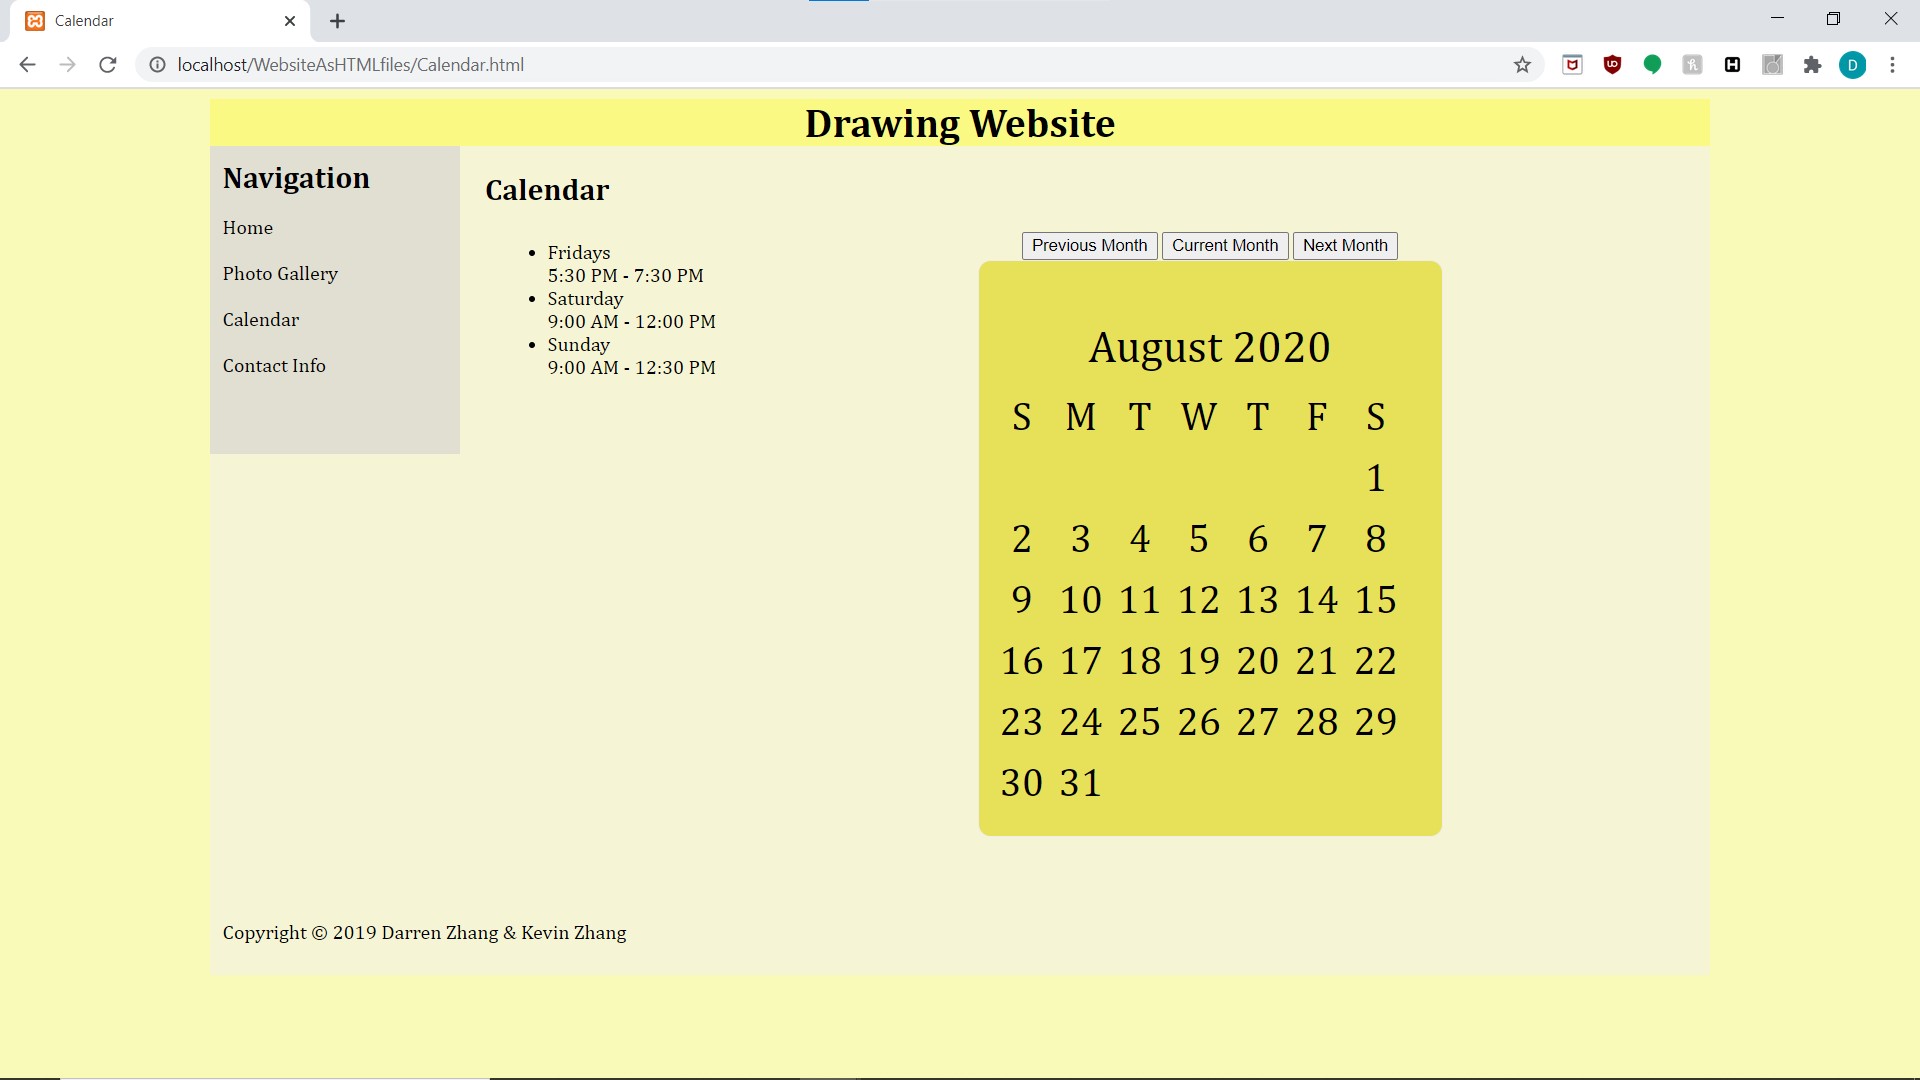 Calendar
localhost/WebsiteAsHTMLfiles/Calendar.html
D
Drawing Website
Navigation
Home
Photo Gallery
Calendar
Contact Info
Calendar
Fridays
5:30 PM - 7:30 PM
Saturday
9:00 AM - 12:00 PM
Sunday
9:00 AM - 12:30 PM
Previous Month Current Month Next Month
August 2020
S M T W T F S
1
2 3 4 5 6 7 8
9 10 11 12 13 14 15
16 17 18 19 20 21 22
23 24 25 26 27 28 29
30 31
Copyright © 2019 Darren Zhang & Kevin Zhang